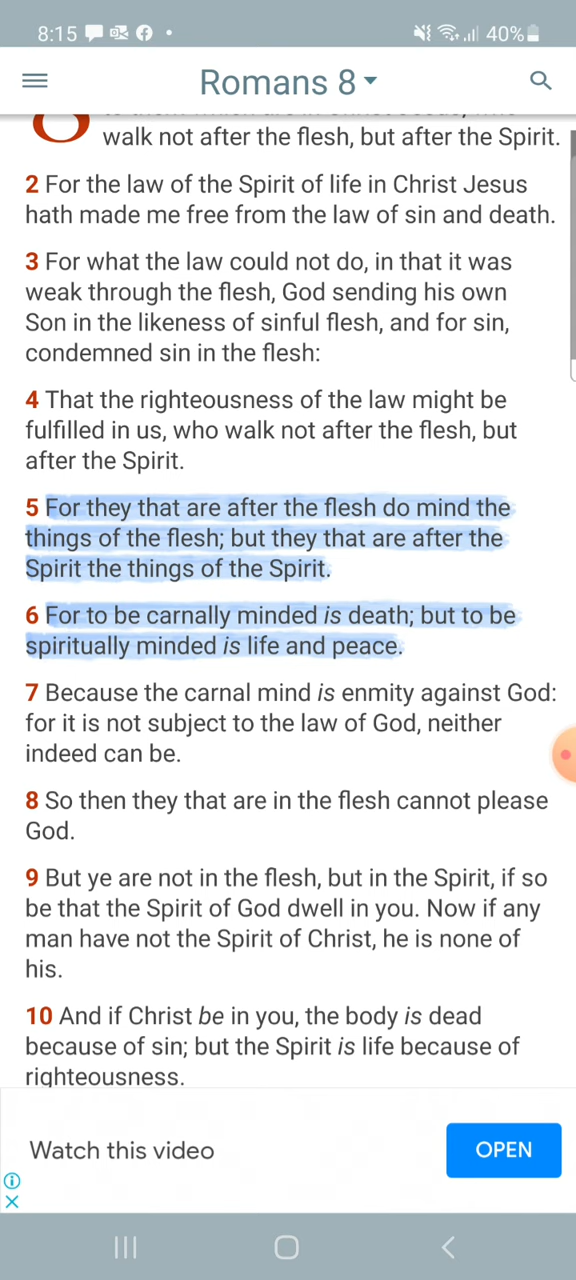 8:15
40%
Romans 8
8
walk not after the flesh, but after the Spirit.
2 For the law of the Spirit of life in Christ Jesus
hath made me free from the law of sin and death.
3 For what the law could not do, in that it was
weak through the flesh, God sending his own
Son in the likeness of sinful flesh, and for sin,
condemned sin in the flesh:
4 That the righteousness of the law might be
fulfilled in us, who walk not after the flesh, but
after the Spirit.
5 For they that are after the flesh do mind the
things of the flesh; but they that are after the
Spirit the things of the Spirit.
6 For to be carnally minded is death; but to be
spiritually minded is life and peace.
7 Because the carnal mind is enmity against God:
for it is not subject to the law of God, neither
indeed can be.
8 So then they that are in the flesh cannot please
God.
9 But ye are not in the flesh, but in the Spirit, if so
be that the Spirit of God dwell in you. Now if any
man have not the Spirit of Christ, he is none of
his.
10 And if Christ be in you, the body is dead
because of sin; but the Spirit is life because of
righteousness.
Watch this video
OPEN